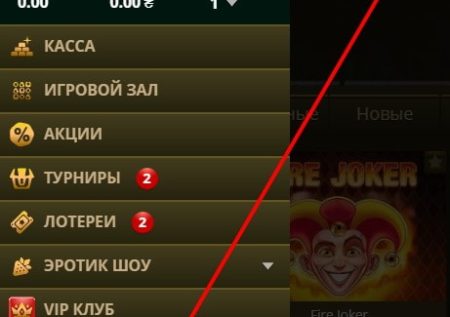 0.00 0.00 ₴ 1
КАССА
ИГРОВОЙ ЗАЛ
АКЦИИ
ТУРНИРЫ 2
ЛОТЕРЕИ 2
ЭРОТИК ШОУ
VIP КЛУБ
Новые
RE JOKER
Fire Joker